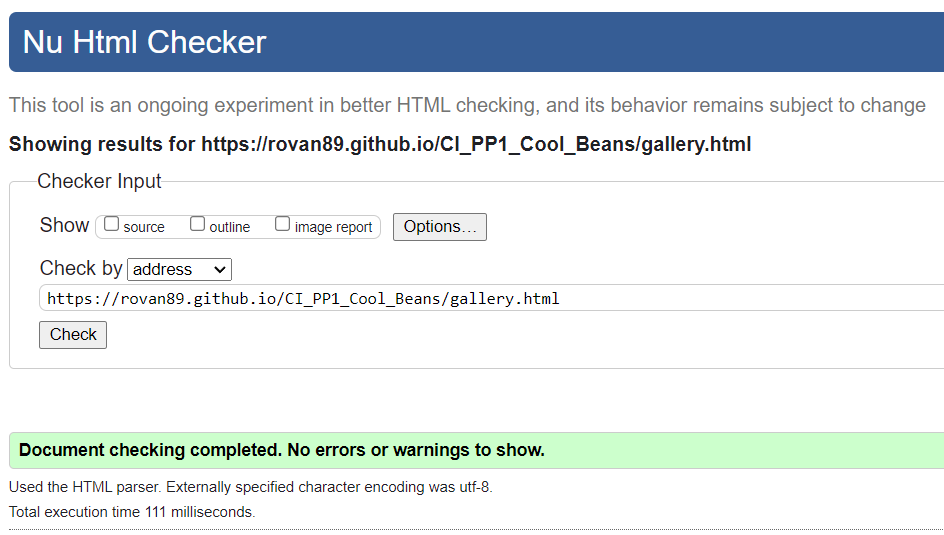 Nu Html Checker
This tool is an ongoing experiment in better HTML checking, and its behavior remains subject to change
Showing results for https://rovan89.github.io/CI_PP1_Cool_Beans/gallery.html
Checker Input
Show source outline image report Options…
Check by address
https://rovan89.github.io/CI_PP1_Cool_Beans/gallery.html
Check
Document checking completed. No errors or warnings to show.
Used the HTML parser. Externally specified character encoding was utf-8.
Total execution time 111 milliseconds.